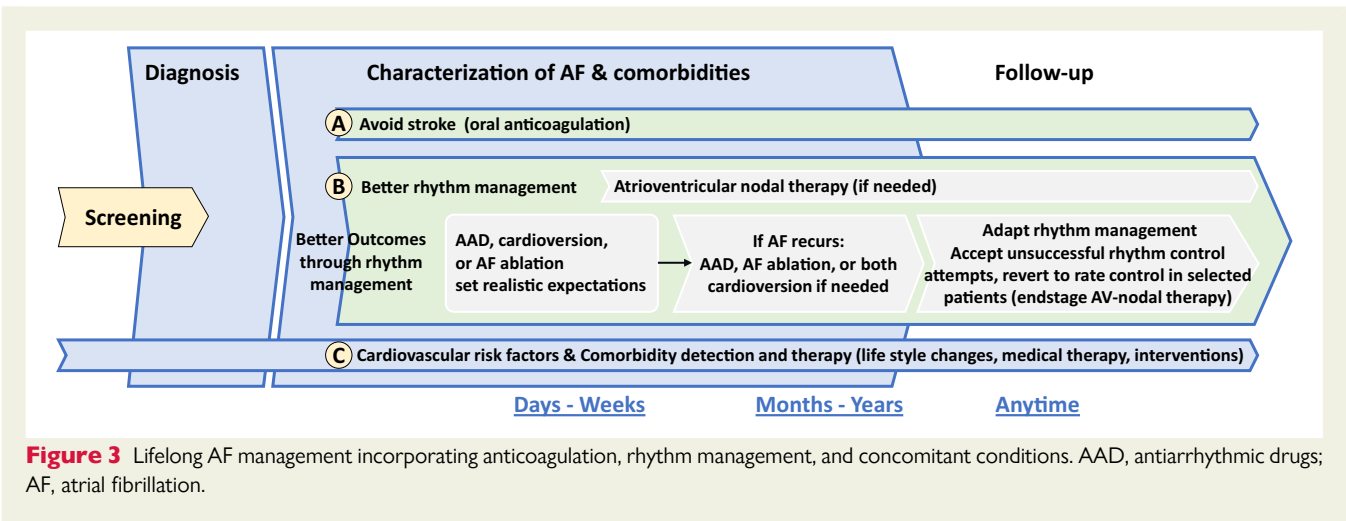 Diagnosis
Characterization of AF & comorbidities
Follow-up
A Avoid stroke (oral anticoagulation)
Screening
B Better rhythm management
Atrioventricular nodal therapy (if needed)
Better Outcomes
through rhythm
management
AAD, cardioversion,
or AF ablation
set realistic expectations
If AF recurs:
AAD, AF ablation, or both
cardioversion if needed
Adapt rhythm management
Accept unsuccessful rhythm control
attempts, revert to rate control in selected
patients (endstage AV-nodal therapy)
C Cardiovascular risk factors & Comorbidity detection and therapy (life style changes, medical therapy, interventions)
Days - Weeks
Months - Years
Anytime
Figure 3 Lifelong AF management incorporating anticoagulation, rhythm management, and concomitant conditions. AAD, antiarrhythmic drugs;
AF, atrial fibrillation.